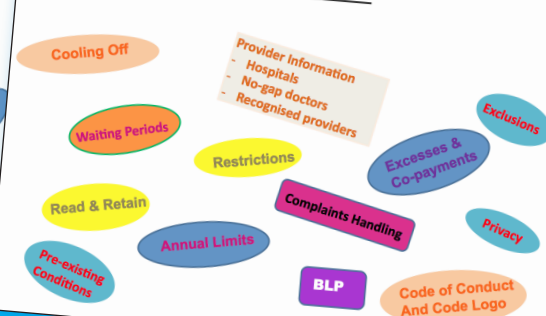 Cooling Off
Provider Information
- Hospitals
- No-gap doctors
- Recognised providers
Exclusions
Waiting Periods
Restrictions
Excesses &
Co-payments
Read & Retain
Complaints Handling
Annual Limits
Privacy
Pre-existing
Conditions
BLP
Code of Conduct
And Code Logo